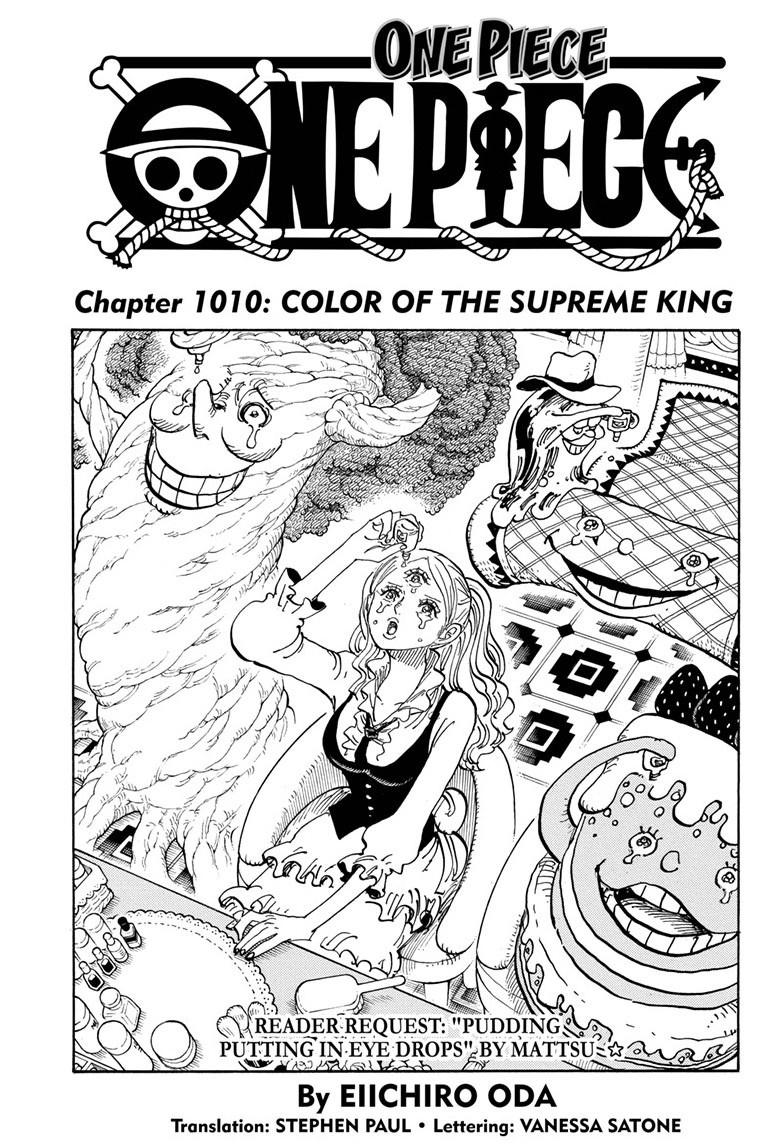 ONE PIECE
ONE PIECE
Chapter 1010: COLOR OF THE SUPREME KING
READER REQUEST: "PUDDING
PUTTING IN EYE DROPS" BY MATTSU ☆
By EIICHIRO ODA
Translation: STEPHEN PAUL • Lettering: VANESSA SATONE